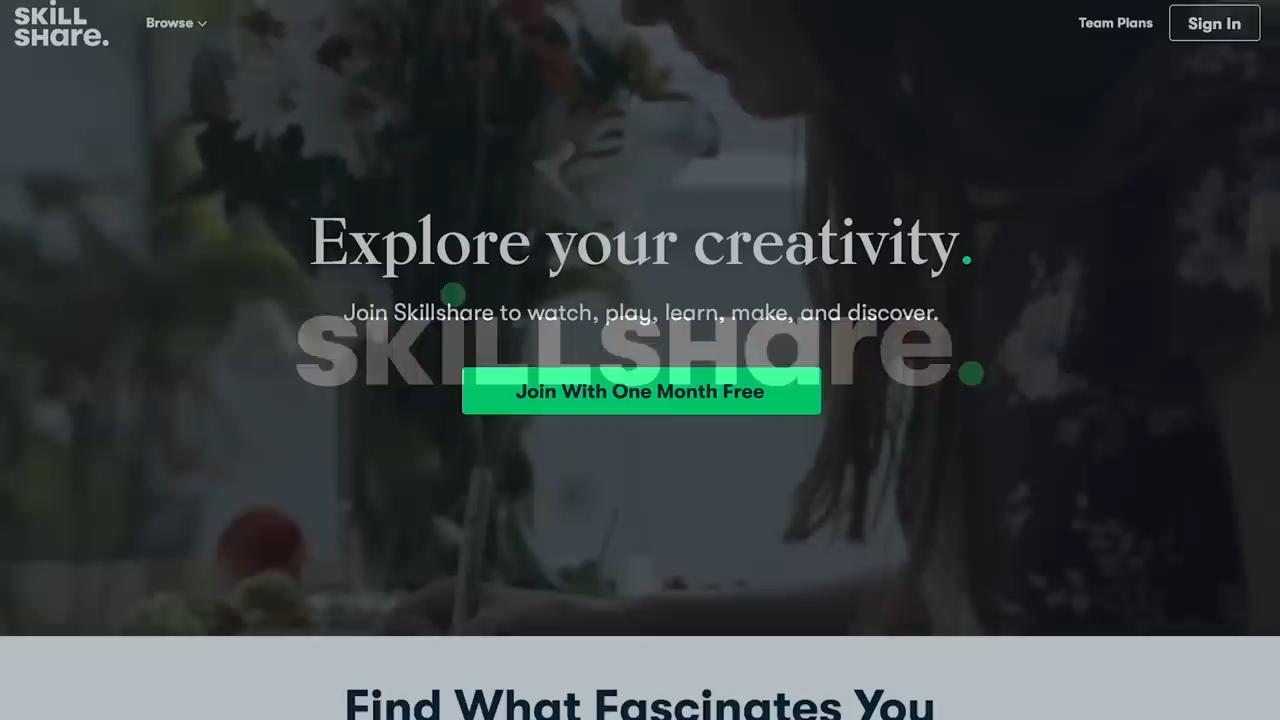 SKiLL
SHare.
Browse
Team Plans
Sign In
Explore your creativity.
Join Skillshare to watch, play, learn, make, and discover.
SKiLLSHare.
Join With One Month Free
Find What Fascinates You